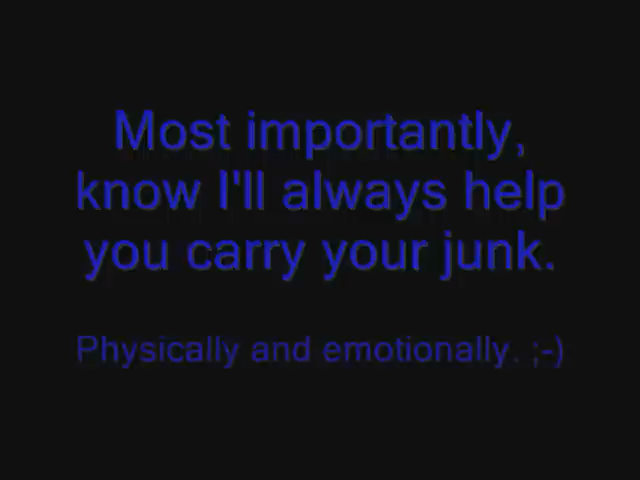 Most importantly,
know I'll always help
you carry your junk.
Physically and emotionally. ;-)